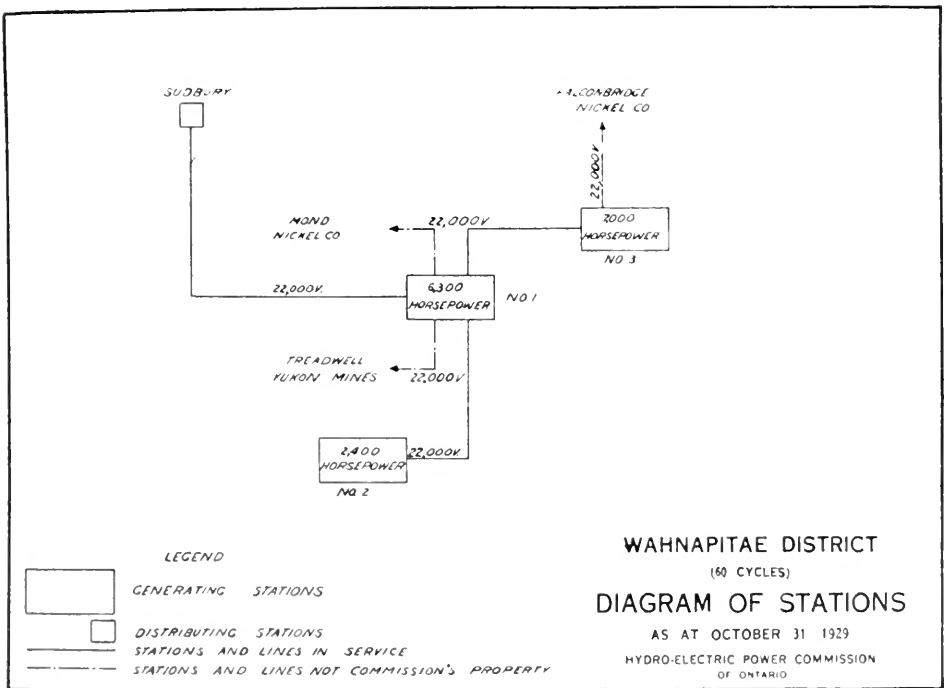 SUDBURY
FALCONBRIDGE
NICKEL CO
22,000V
MOND
NICKEL CO
22,000V
7,000
HORSEPOWER
NO 3
22,000V.
6,300
HORSEPOWER
NO. 1
TREADWELL
YUKON MINES
22,000V
2,400
HORSEPOWER
22,000V.
NO. 2
LEGEND
GENERATING STATIONS
DISTRIBUTING STATIONS
STATIONS AND LINES IN SERVICE
STATIONS AND LINES NOT COMMISSION'S PROPERTY
WAHNAPITAE DISTRICT
(60 CYCLES)
DIAGRAM OF STATIONS
AS AT OCTOBER 31 1929
HYDRO-ELECTRIC POWER COMMISSION
OF ONTARIO